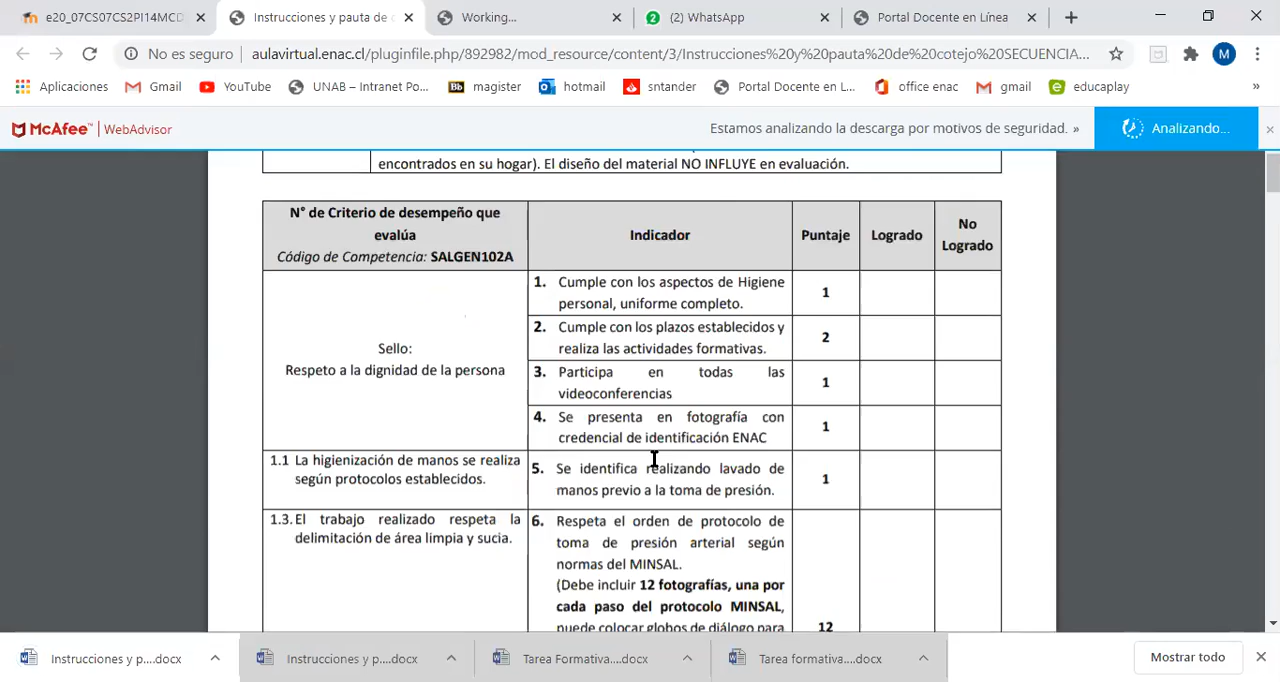 e20_07CS07CS2PI14MCD
Instrucciones y pauta de c
Working...
(2) WhatsApp
Portal Docente en Línea
No es seguro
aulavirtual.enac.cl/pluginfile.php/892982/mod_resource/content/3/Instrucciones%20y%20pauta%20de%20cotejo%20SECUENCIA...
M
Aplicaciones
Gmail
YouTube
UNAB – Intranet Po...
Bb magister
hotmail
sntander
Portal Docente en L...
office enac
gmail
educaplay
»
McAfee™ | WebAdvisor
Estamos analizando la descarga por motivos de seguridad. »
Analizando...
encontrados en su hogar). El diseño del material NO INFLUYE en evaluación.
N° de Criterio de desempeño que
evalúa
Código de Competencia: SALGEN102A
Indicador
Puntaje
Logrado
No
Logrado
Sello:
Respeto a la dignidad de la persona
1. Cumple con los aspectos de Higiene
personal, uniforme completo.
1
2. Cumple con los plazos establecidos y
realiza las actividades formativas.
2
3. Participa en todas las
videoconferencias
1
4. Se presenta en fotografía con
credencial de identificación ENAC
1
1.1 La higienización de manos se realiza
según protocolos establecidos.
5. Se identifica realizando lavado de
manos previo a la toma de presión.
1
1.3. El trabajo realizado respeta la
delimitación de área limpia y sucia.
6. Respeta el orden de protocolo de
toma de presión arterial según
normas del MINSAL.
(Debe incluir 12 fotografías, una por
cada paso del protocolo MINSAL,
puede colocar globos de diálogo para
12
Instrucciones y p....docx
Instrucciones y p....docx
Tarea Formativa....docx
Tarea formativa....docx
Mostrar todo